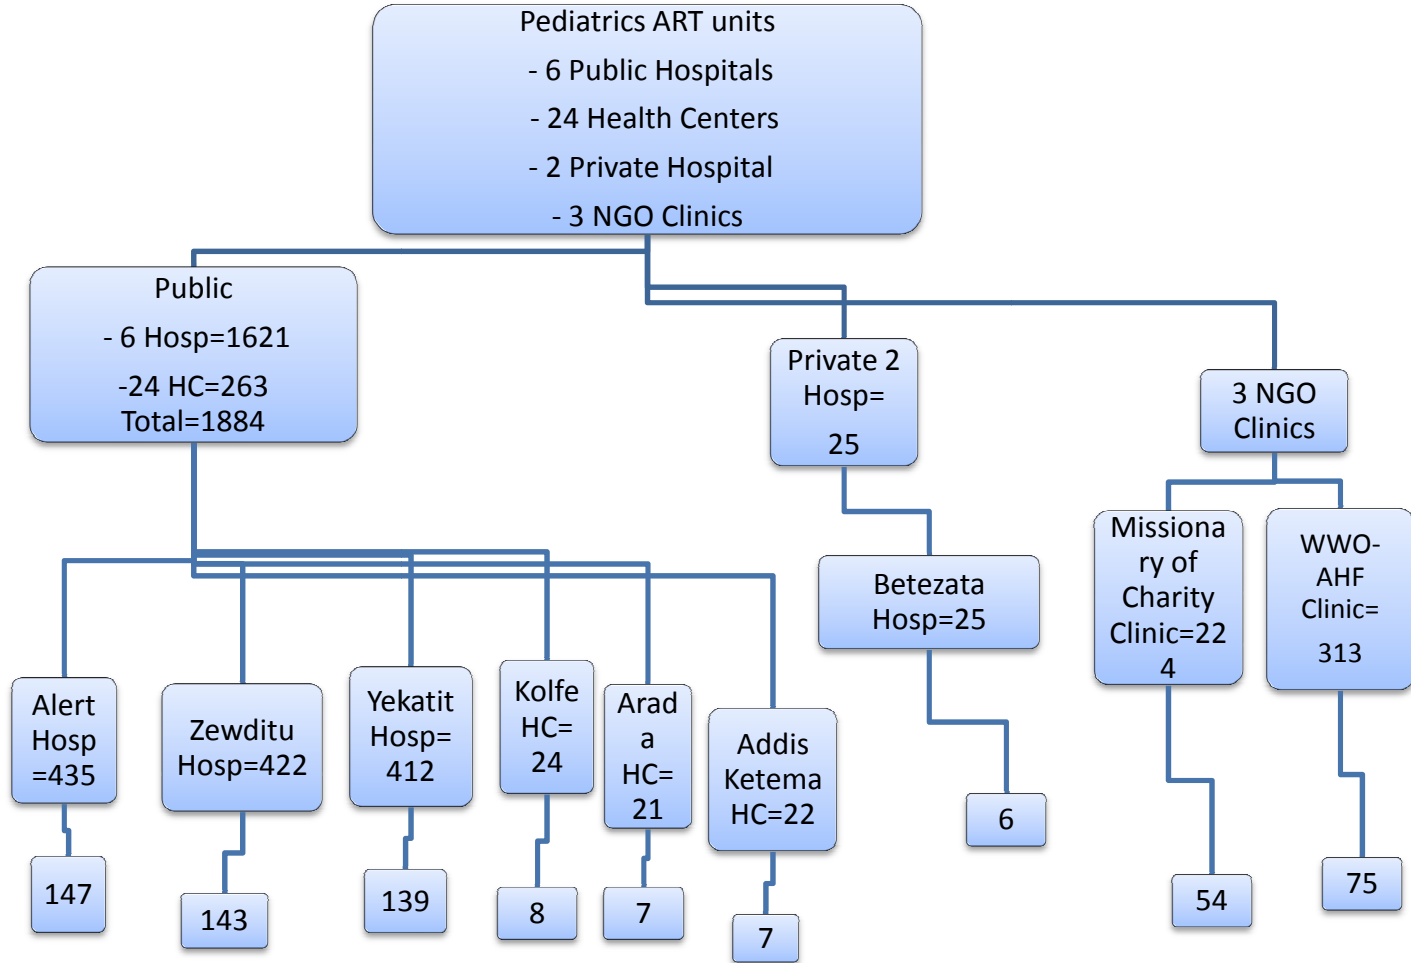 Pediatrics ART units
- 6 Public Hospitals
- 24 Health Centers
- 2 Private Hospital
- 3 NGO Clinics
Public
- 6 Hosp=1621
-24 HC=263
Total=1884
Private 2
Hosp=
25
3 NGO
Clinics
Alert
Hosp
=435
Zewditu
Hosp=422
Yekatit
Hosp=
412
Kolfe
HC=
24
Arad
a
HC=
21
Addis
Ketema
HC=22
Betezata
Hosp=25
Missiona
ry of
Charity
Clinic=22
4
WWO-
AHF
Clinic=
313
147
143
139
8
7
7
6
54
75